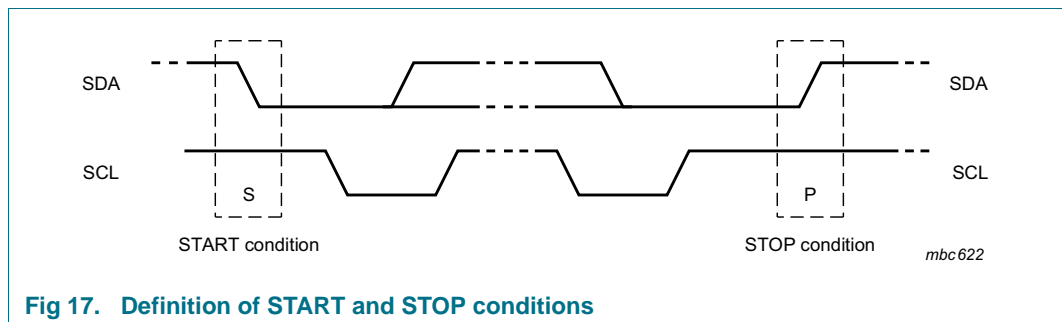 SDA
SDA
SCL
SCL
S
P
START condition
STOP condition
mbc622
Fig 17. Definition of START and STOP conditions